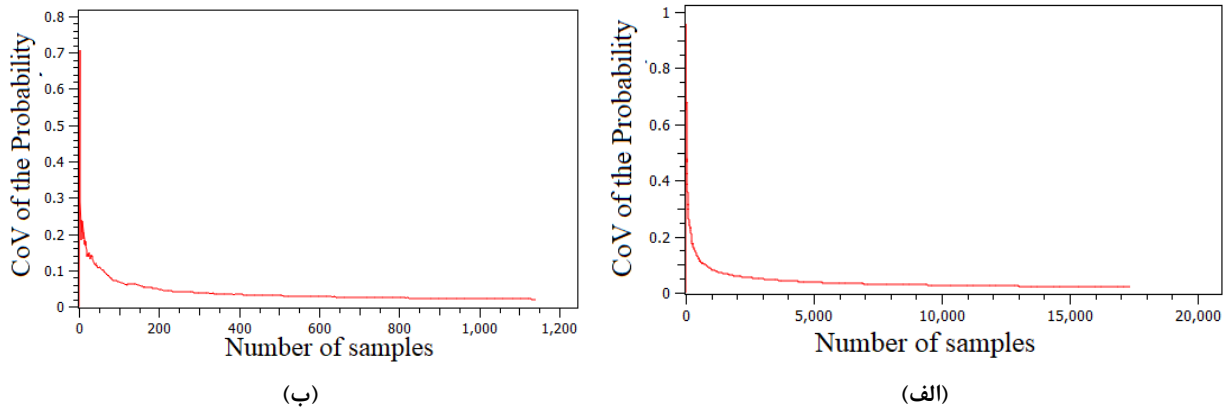 CoV of the Probability
0.8
0.7
0.6
0.5
0.4
0.3
0.2
0.1
0
0 200 400 600 800 1,000 1,200
Number of samples
(ب)
CoV of the Probability
1
0.8
0.6
0.4
0.2
0
0 5,000 10,000 15,000 20,000
Number of samples
(الف)